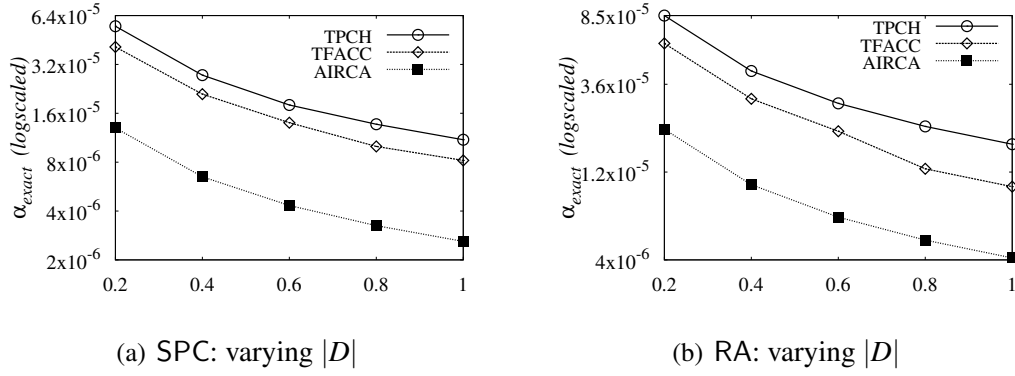 6.4x10⁻⁵
3.2x10⁻⁵
1.6x10⁻⁵
8x10⁻⁶
4x10⁻⁶
2x10⁻⁶
α_exact (logscaled)
TPCH
TFACC
AIRCA
0.2 0.4 0.6 0.8 1
(a) SPC: varying |D|
8.5x10⁻⁵
3.6x10⁻⁵
1.2x10⁻⁵
4x10⁻⁶
α_exact (logscaled)
TPCH
TFACC
AIRCA
0.2 0.4 0.6 0.8 1
(b) RA: varying |D|